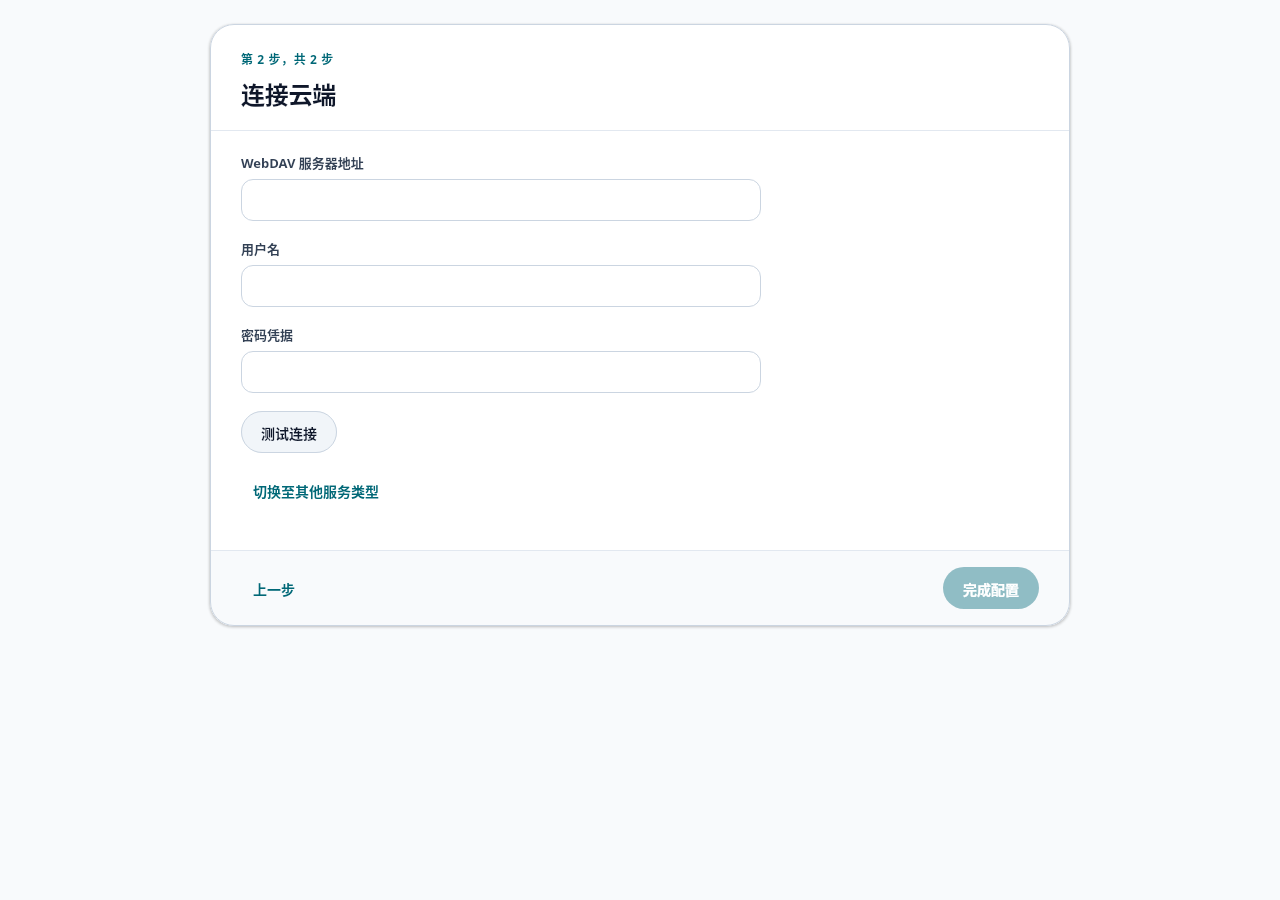 第 2 步，共 2 步
连接云端
WebDAV 服务器地址
用户名
密码凭据
测试连接
切换至其他服务类型
上一步
完成配置